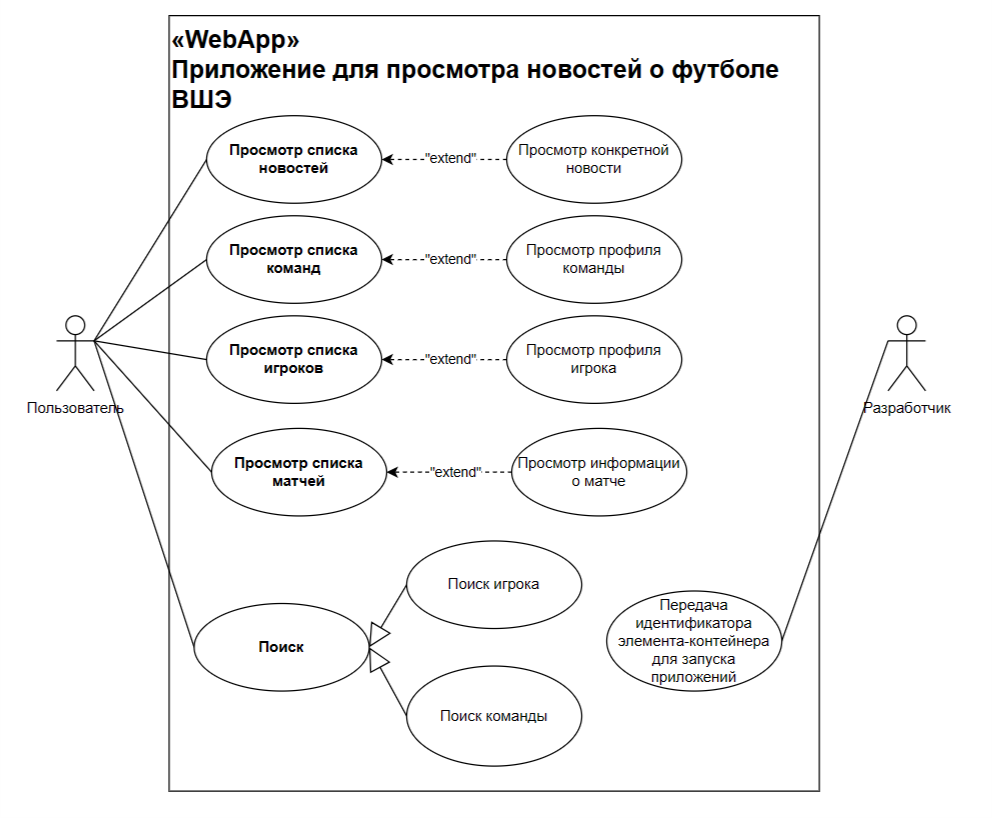 «WebApp»
Приложение для просмотра новостей о футболе
ВШЭ
Просмотр списка
новостей
"extend"
Просмотр конкретной
новости
Просмотр списка
команд
"extend"
Просмотр профиля
команды
Просмотр списка
игроков
"extend"
Просмотр профиля
игрока
Пользователь
Разработчик
Просмотр списка
матчей
"extend"
Просмотр информации
о матче
Поиск игрока
Поиск
Передача
идентификатора
элемента-контейнера
для запуска
приложений
Поиск команды